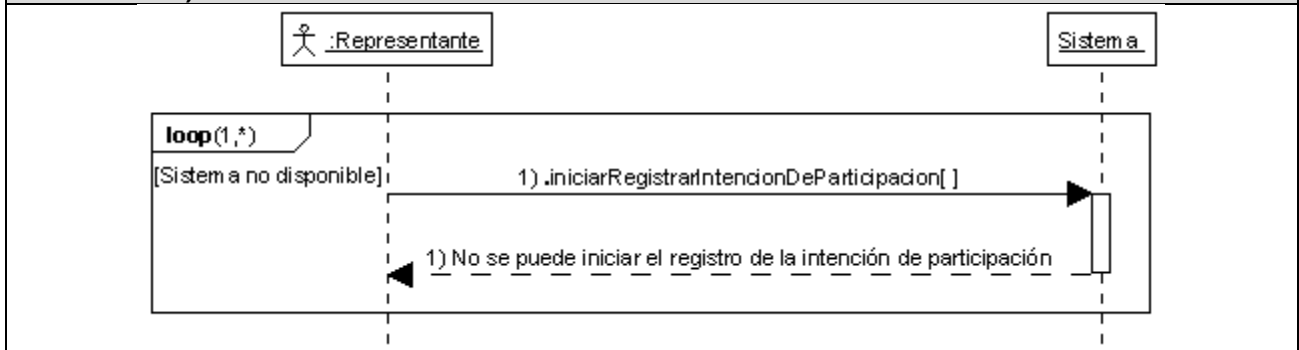 :Representante
Sistema
loop(1,*)
[Sistema no disponible]
1) .iniciarRegistrarIntencionDeParticipacion[ ]
1) No se puede iniciar el registro de la intención de participación